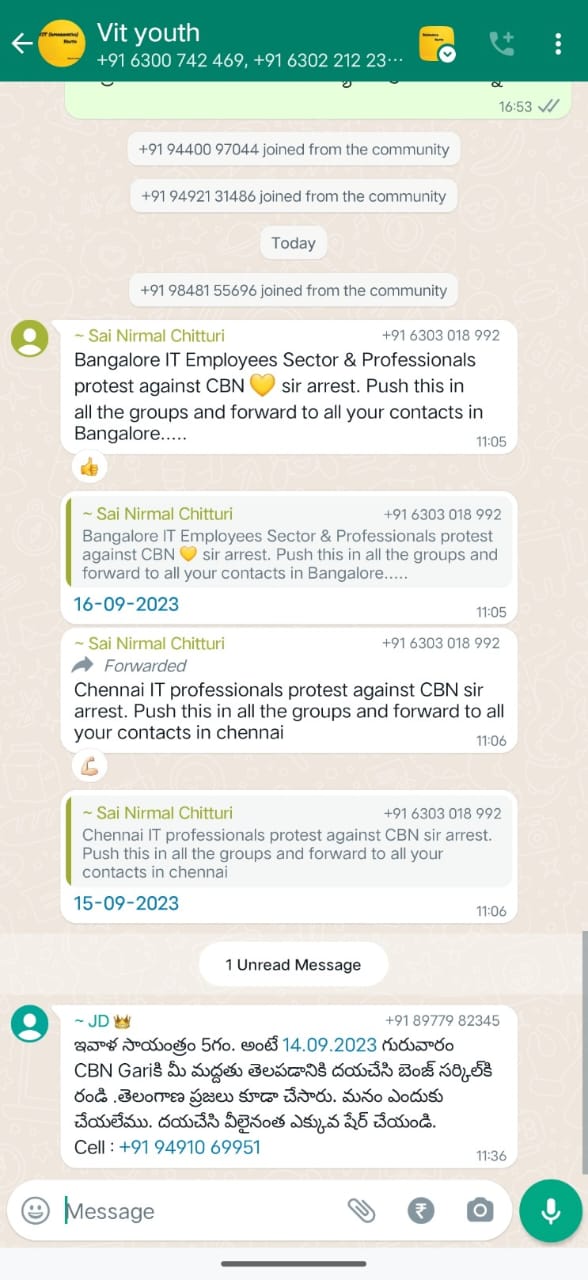 Vit youth
+91 6300 742 469, +91 6302 212 23...
16:53
+91 94400 97044 joined from the community
+91 94921 31486 joined from the community
Today
+91 98481 55696 joined from the community
~ Sai Nirmal Chitturi +91 6303 018 992
Bangalore IT Employees Sector & Professionals
protest against CBN 💛 sir arrest. Push this in
all the groups and forward to all your contacts in
Bangalore.....
11:05
👍
~ Sai Nirmal Chitturi +91 6303 018 992
Bangalore IT Employees Sector & Professionals protest
against CBN 💛 sir arrest. Push this in all the groups and
forward to all your contacts in Bangalore.....
16-09-2023
11:05
~ Sai Nirmal Chitturi +91 6303 018 992
Forwarded
Chennai IT professionals protest against CBN sir
arrest. Push this in all the groups and forward to all
your contacts in chennai
11:06
💪🏻
~ Sai Nirmal Chitturi +91 6303 018 992
Chennai IT professionals protest against CBN sir arrest.
Push this in all the groups and forward to all your
contacts in chennai
15-09-2023
11:06
1 Unread Message
~ JD 👑 +91 89779 82345
ఇవాళ సాయంత్రం 5గం. అంటే 14.09.2023 గురువారం
CBN Gariకి మీ మద్దతు తెలపడానికి దయచేసి బెంజ్ సర్కిల్‌కి
రండి .తెలంగాణ ప్రజలు కూడా చేసారు. మనం ఎందుకు
చేయలేము. దయచేసి వీలైనంత ఎక్కువ షేర్ చేయండి.
Cell : +91 94910 69951
11:36
Message